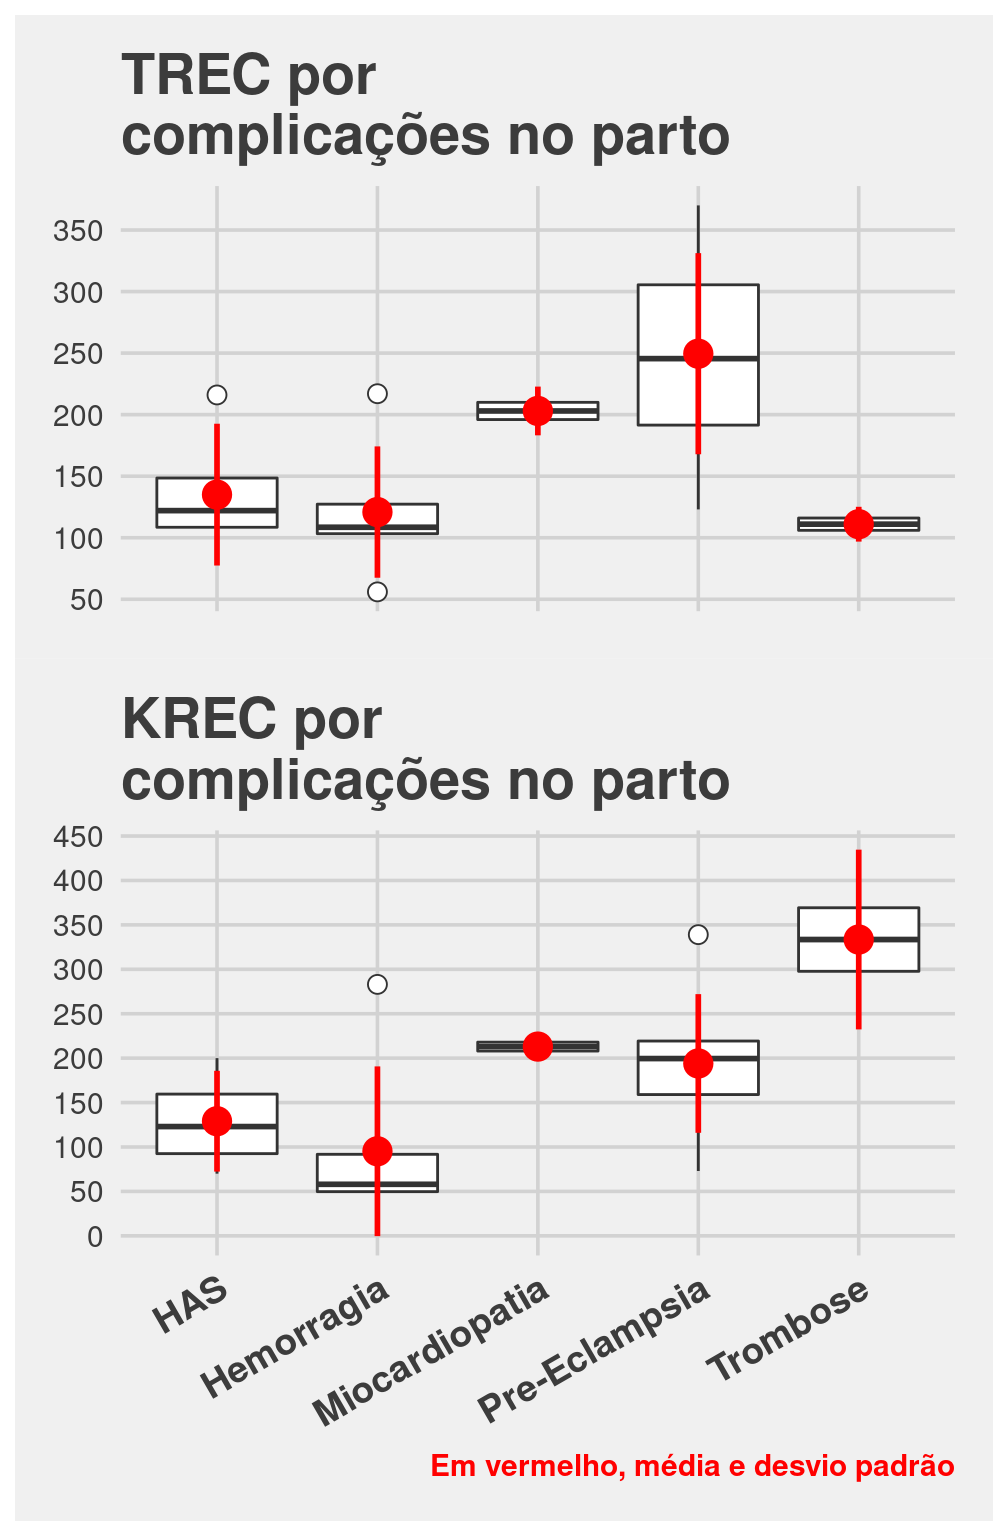 TREC por
complicações no parto
350
300
250
200
150
100
50
KREC por
complicações no parto
450
400
350
300
250
200
150
100
50
0
HAS
Hemorragia
Miocardiopatia
Pre-Eclampsia
Trombose
Em vermelho, média e desvio padrão